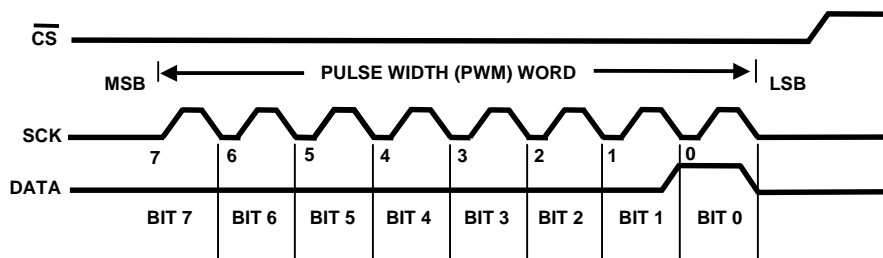 CS
MSB PULSE WIDTH (PWM) WORD LSB
SCK
7 6 5 4 3 2 1 0
DATA
BIT 7 BIT 6 BIT 5 BIT 4 BIT 3 BIT 2 BIT 1 BIT 0